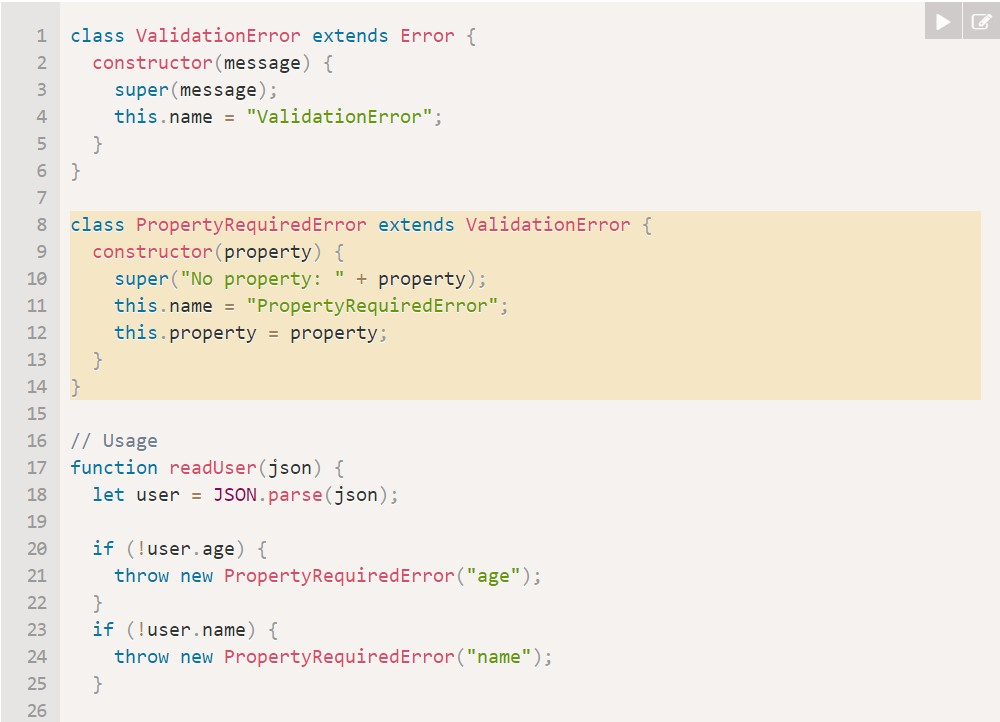 1 class ValidationError extends Error {
2   constructor(message) {
3     super(message);
4     this.name = "ValidationError";
5   }
6 }
7
8 class PropertyRequiredError extends ValidationError {
9   constructor(property) {
10     super("No property: " + property);
11     this.name = "PropertyRequiredError";
12     this.property = property;
13   }
14 }
15
16 // Usage
17 function readUser(json) {
18   let user = JSON.parse(json);
19
20   if (!user.age) {
21     throw new PropertyRequiredError("age");
22   }
23   if (!user.name) {
24     throw new PropertyRequiredError("name");
25   }
26